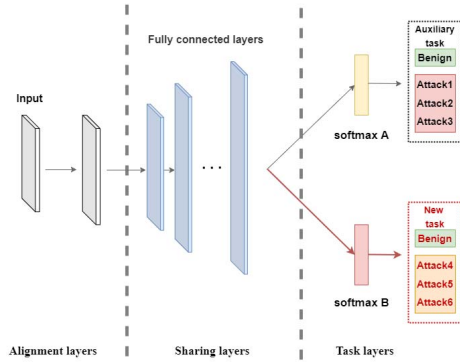 Auxiliary
task
Benign
Attack1
Attack2
Attack3
Fully connected layers
Input
softmax A
New
task
Benign
Attack4
Attack5
Attack6
softmax B
Alignment layers
Sharing layers
Task layers